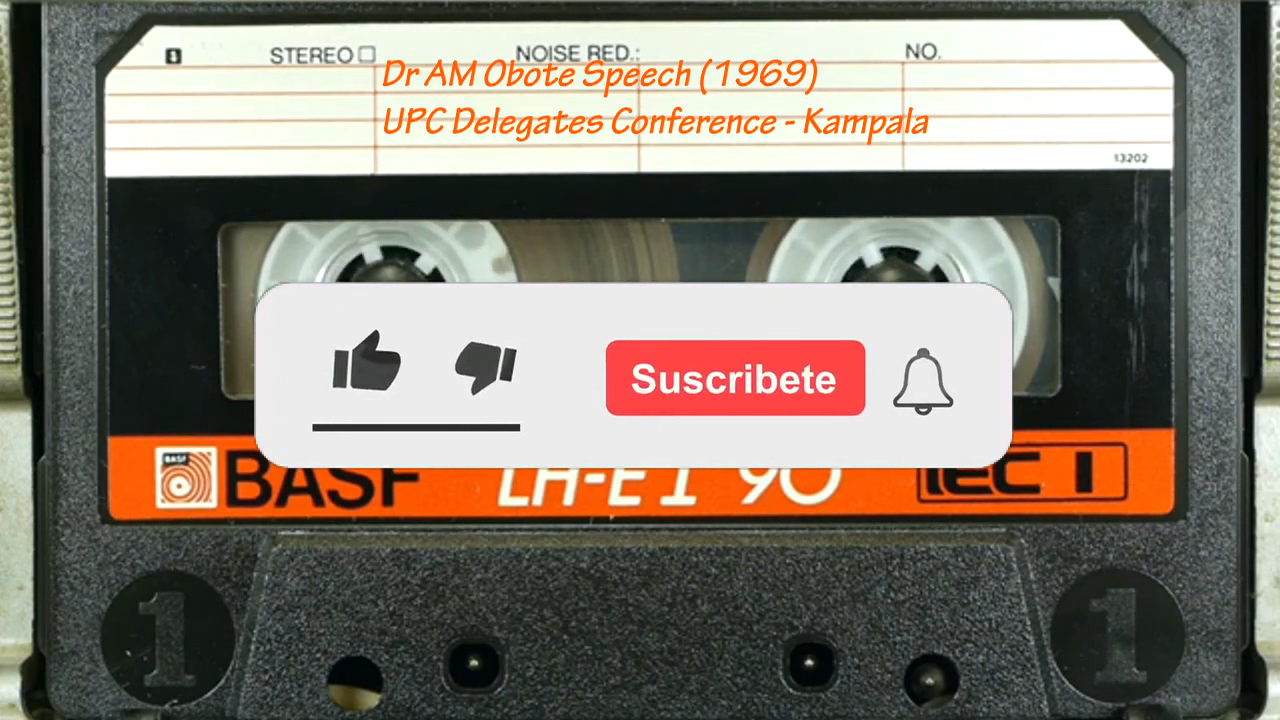 STEREO NOISE RED.: NO.
Dr AM Obote Speech (1969)
UPC Delegates Conference - Kampala
13202
Suscribete
BASF
BASF LH-E I 90 IEC I
1 1